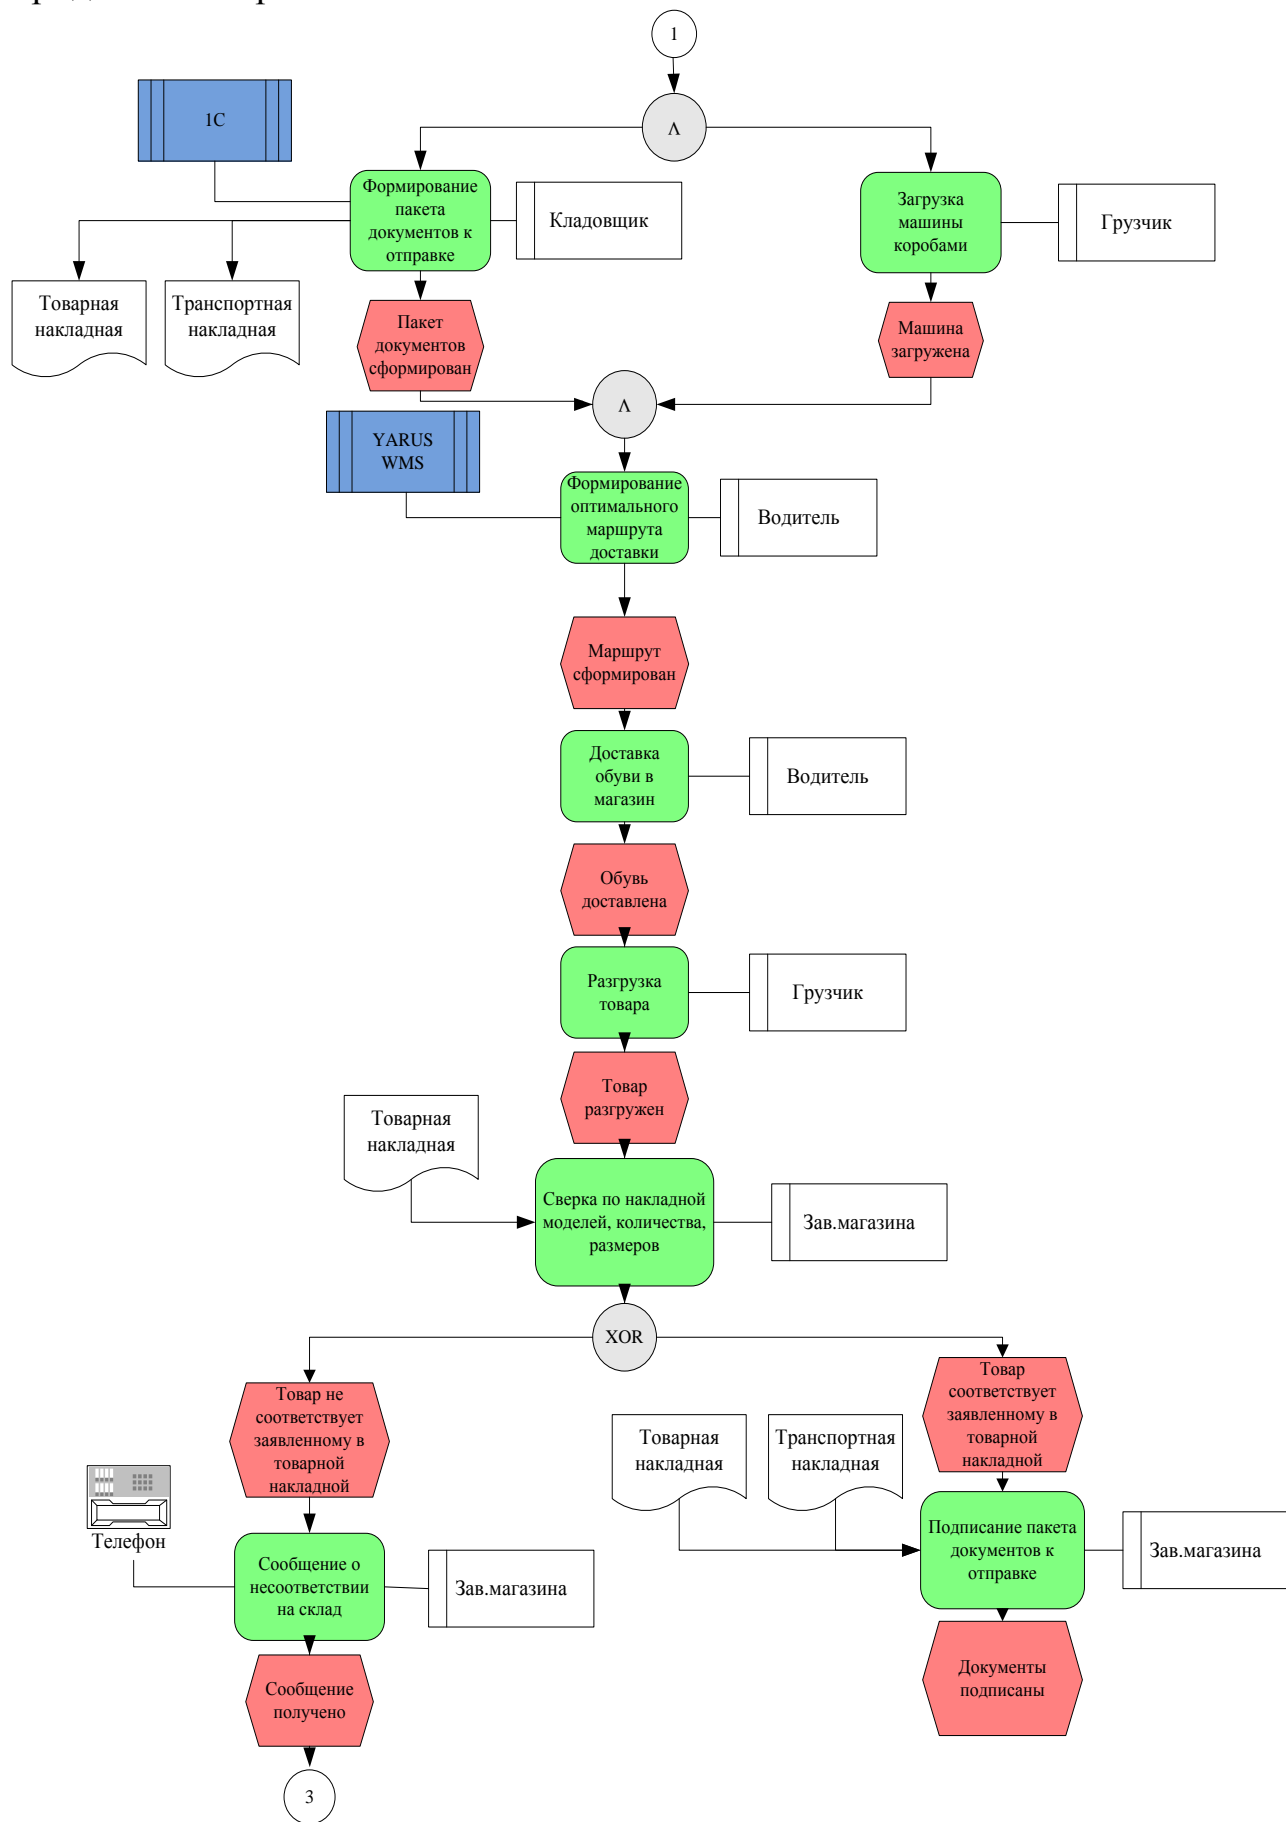 1
1С
Λ
Формирование
пакета
документов к
отправке
Кладовщик
Загрузка
машины
коробами
Грузчик
Товарная
накладная
Транспортная
накладная
Пакет
документов
сформирован
Машина
загружена
Λ
YARUS
WMS
Формирование
оптимального
маршрута
доставки
Водитель
Маршрут
сформирован
Доставка
обуви в
магазин
Водитель
Обувь
доставлена
Разгрузка
товара
Грузчик
Товар
разгружен
Товарная
накладная
Сверка по накладной
моделей, количества,
размеров
Зав.магазина
XOR
Товар не
соответствует
заявленному в
товарной
накладной
Товар
соответствует
заявленному в
товарной
накладной
Товарная
накладная
Транспортная
накладная
Телефон
Сообщение о
несоответствии
на склад
Зав.магазина
Подписание пакета
документов к
отправке
Зав.магазина
Сообщение
получено
Документы
подписаны
3